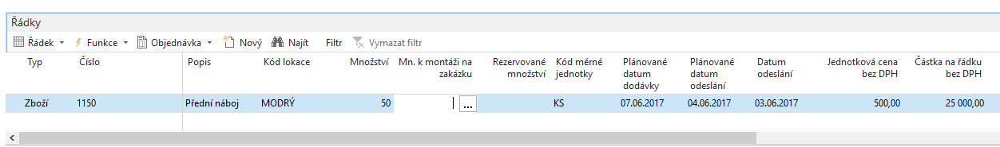 Řádky
Řádek Funkce Objednávka Nový Najít Filtr Vymazat filtr
Typ Číslo Popis Kód lokace Množství Mn. k montáži na zakázku Rezervované množství Kód měrné jednotky Plánované datum dodávky Plánované datum odeslání Datum odeslání Jednotková cena bez DPH Částka na řádku bez DPH
Zboží 1150 Přední náboj MODRÝ 50 ... KS 07.06.2017 04.06.2017 03.06.2017 500,00 25 000,00